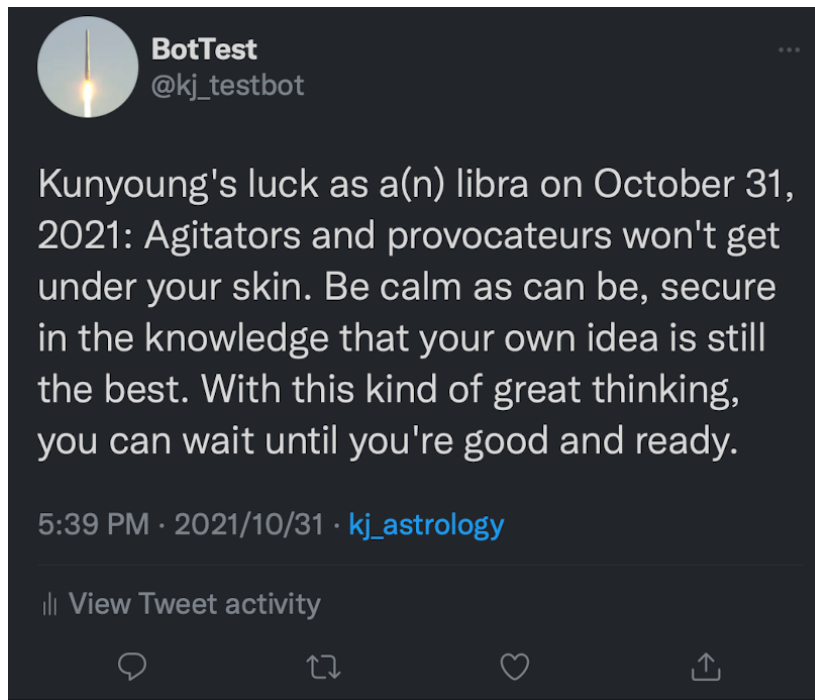 BotTest
@kj_testbot
Kunyoung's luck as a(n) libra on October 31,
2021: Agitators and provocateurs won't get
under your skin. Be calm as can be, secure
in the knowledge that your own idea is still
the best. With this kind of great thinking,
you can wait until you're good and ready.
5:39 PM · 2021/10/31 · kj_astrology
View Tweet activity